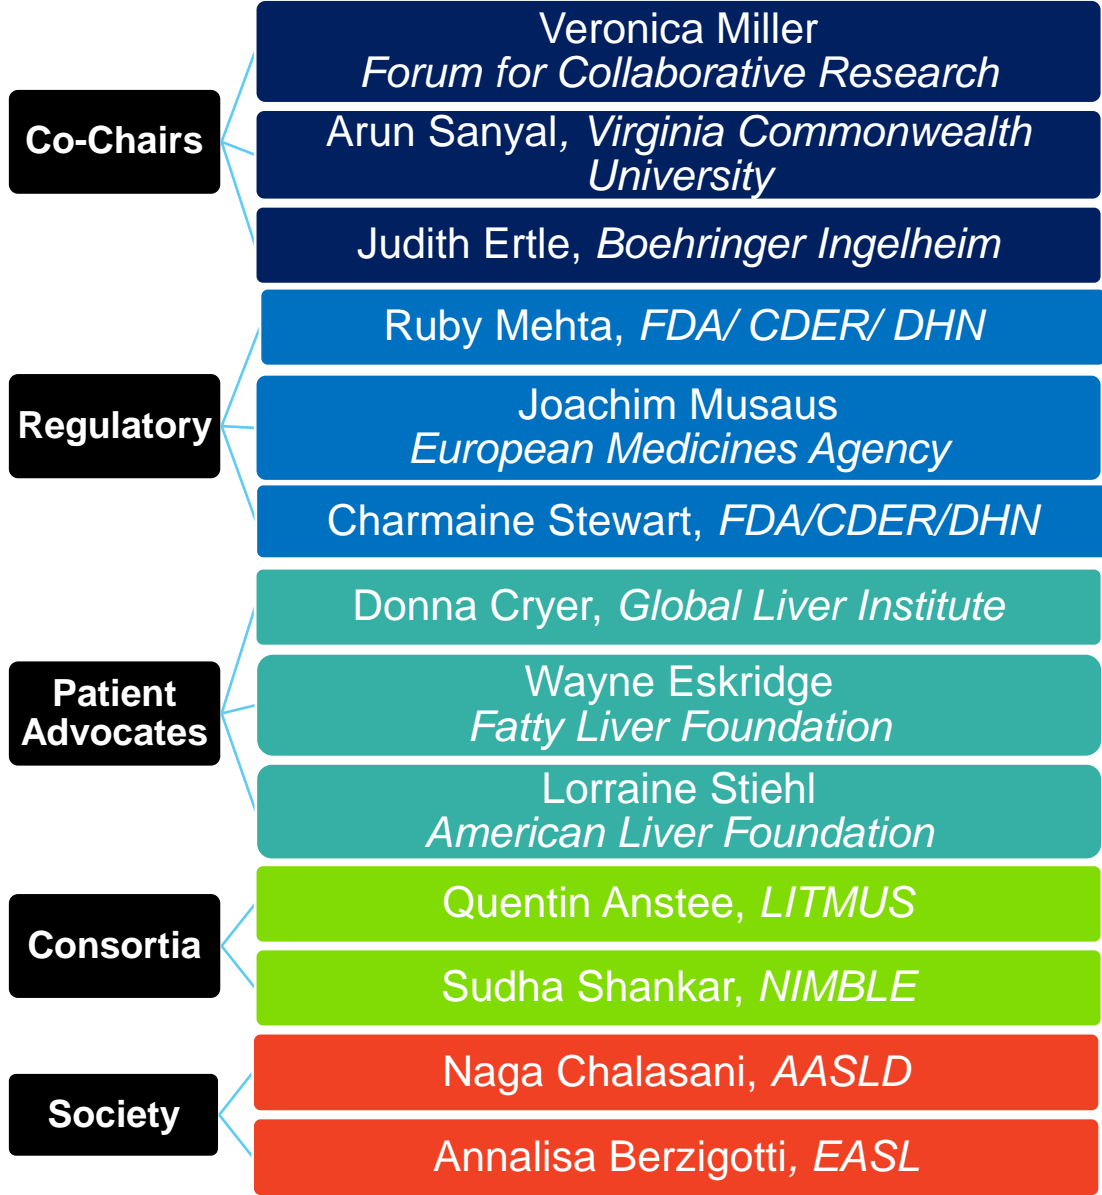 Co-Chairs
Veronica Miller
Forum for Collaborative Research
Arun Sanyal, Virginia Commonwealth
University
Judith Ertle, Boehringer Ingelheim
Regulatory
Ruby Mehta, FDA/ CDER/ DHN
Joachim Musaus
European Medicines Agency
Charmaine Stewart, FDA/CDER/DHN
Patient
Advocates
Donna Cryer, Global Liver Institute
Wayne Eskridge
Fatty Liver Foundation
Lorraine Stiehl
American Liver Foundation
Consortia
Quentin Anstee, LITMUS
Sudha Shankar, NIMBLE
Society
Naga Chalasani, AASLD
Annalisa Berzigotti, EASL